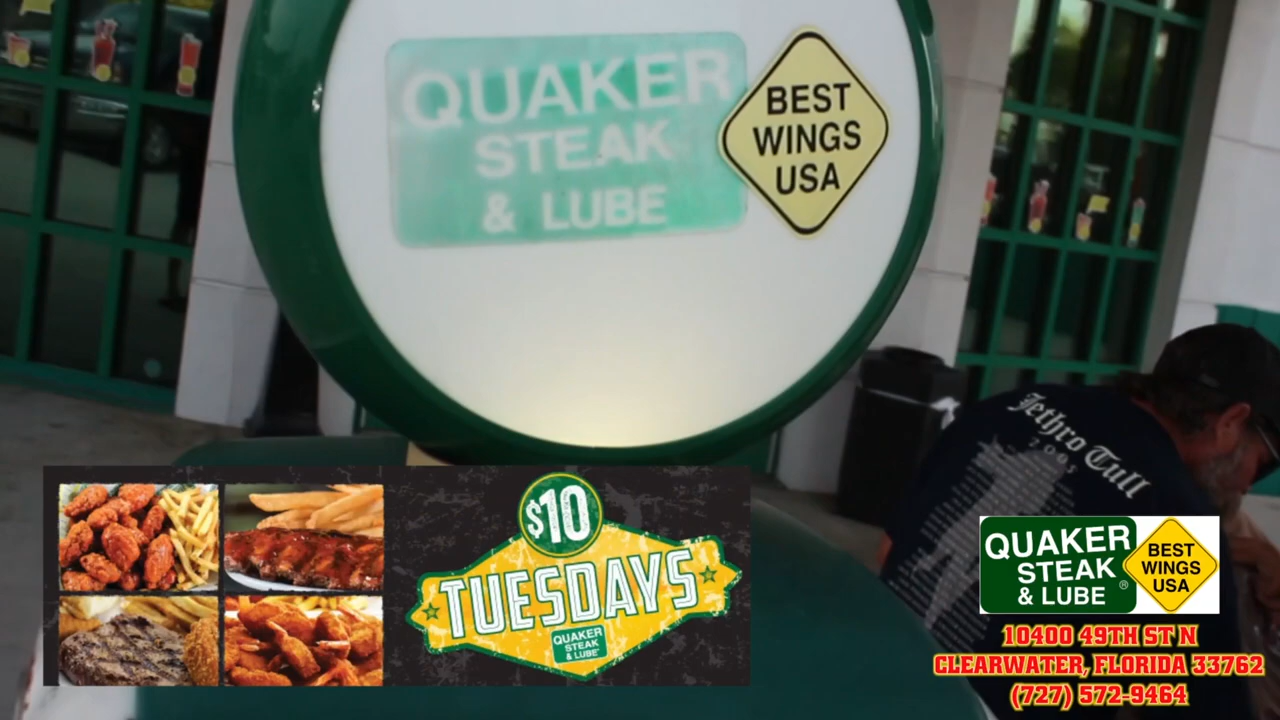 QUAKER
STEAK
& LUBE
BEST
WINGS
USA
Jethro Tull
2005
$10
TUESDAYS
QUAKER
STEAK
& LUBE
QUAKER
STEAK
& LUBE®
BEST
WINGS
USA
10400 49TH ST N
CLEARWATER, FLORIDA 33762
(727) 572-9464